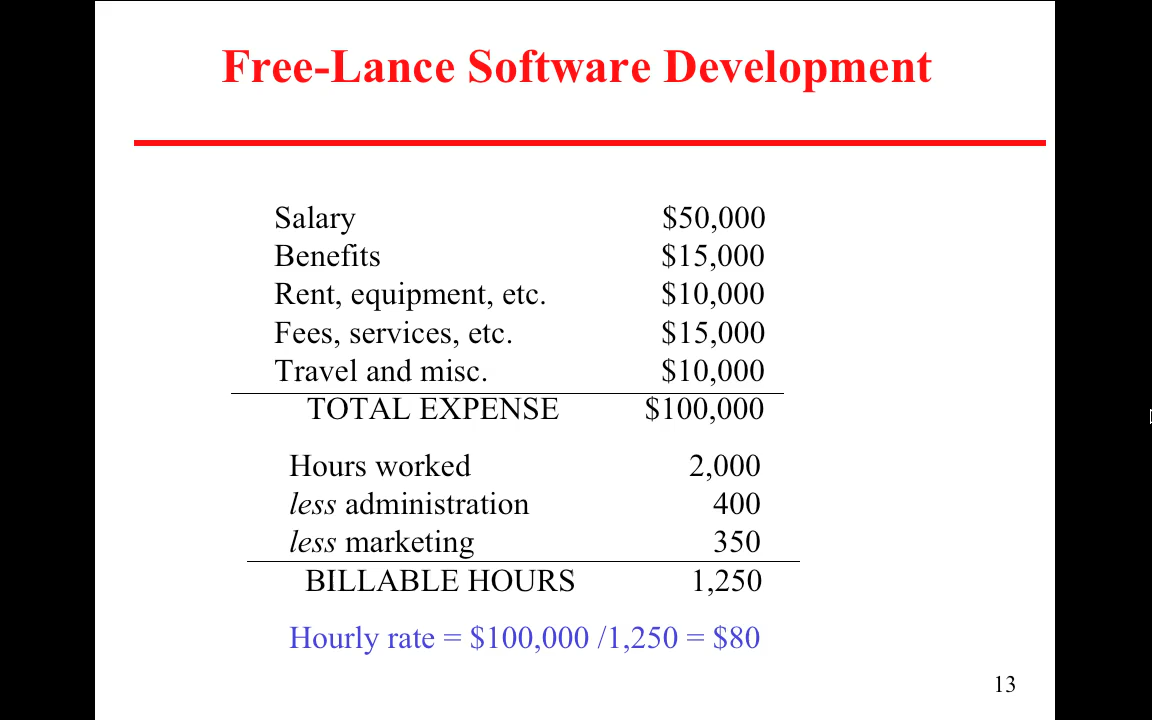 Free-Lance Software Development
Salary $50,000
Benefits $15,000
Rent, equipment, etc. $10,000
Fees, services, etc. $15,000
Travel and misc. $10,000
TOTAL EXPENSE $100,000
Hours worked 2,000
less administration 400
less marketing 350
BILLABLE HOURS 1,250
Hourly rate = $100,000 /1,250 = $80
13